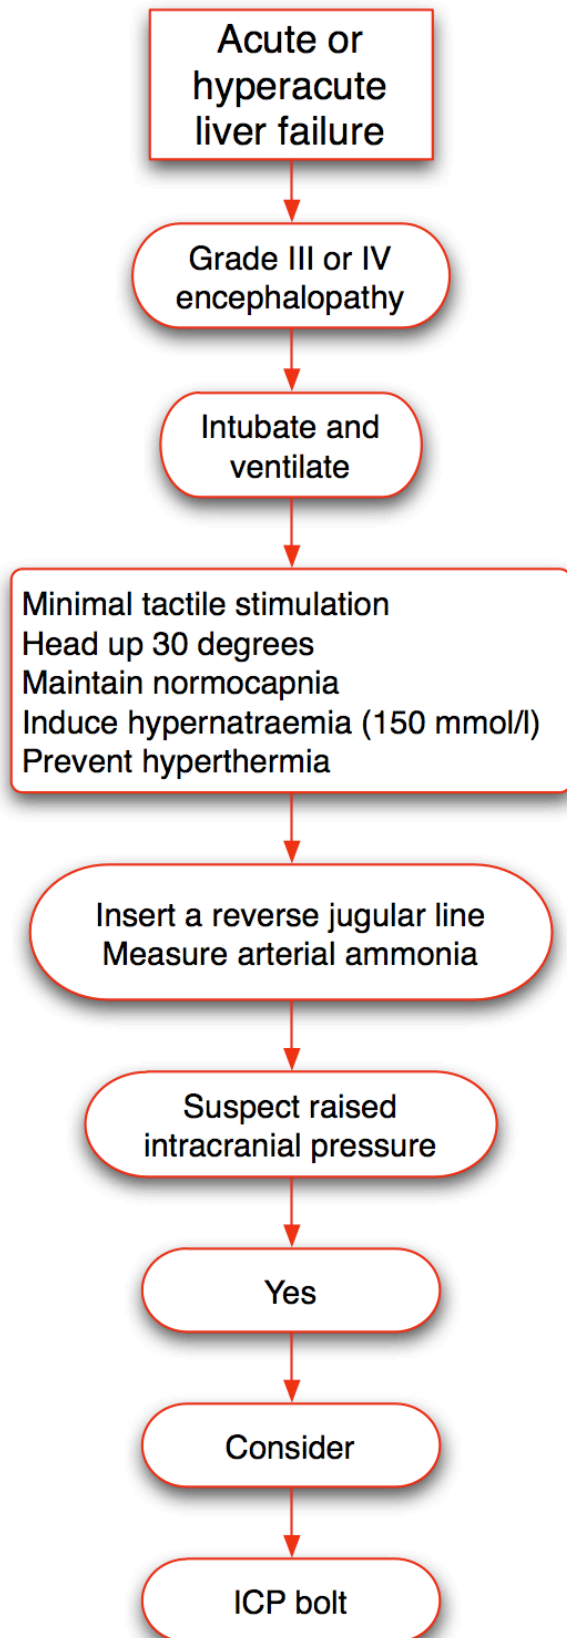 Acute or
hyperacute
liver failure
Grade III or IV
encephalopathy
Intubate and
ventilate
Minimal tactile stimulation
Head up 30 degrees
Maintain normocapnia
Induce hypernatraemia (150 mmol/l)
Prevent hyperthermia
Insert a reverse jugular line
Measure arterial ammonia
Suspect raised
intracranial pressure
Yes
Consider
ICP bolt